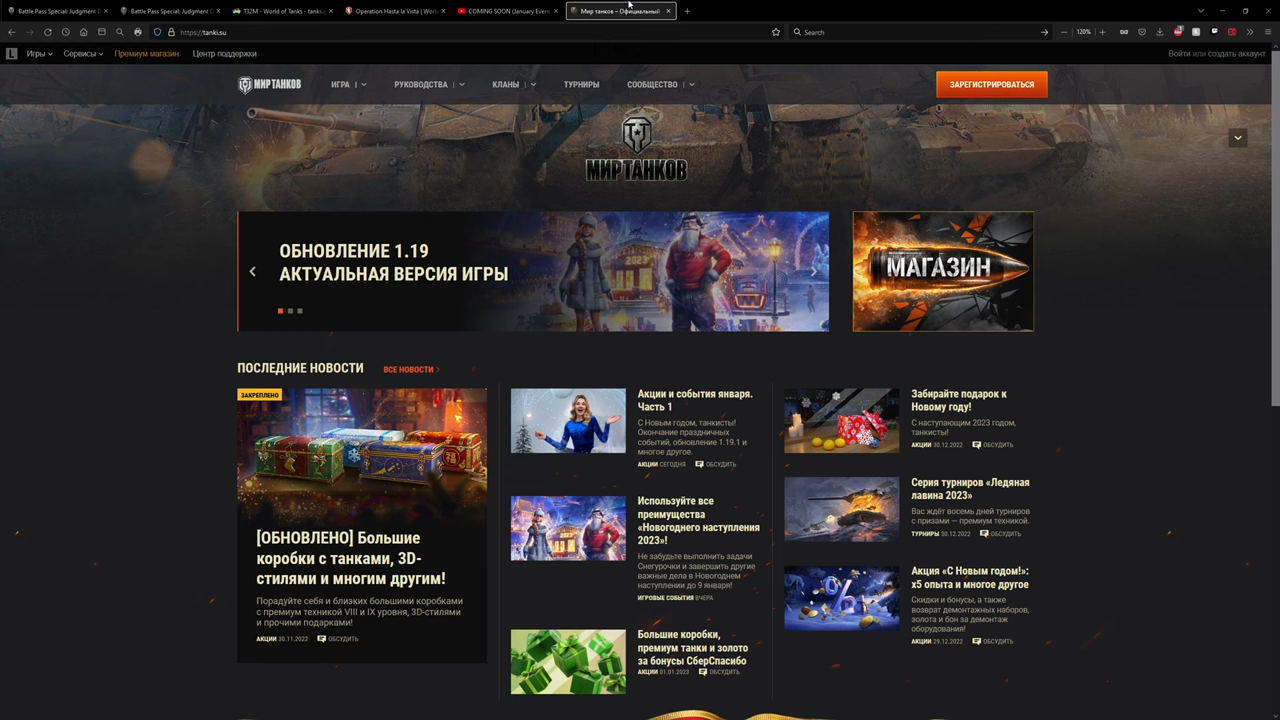 Battle Pass Special: Judgment D
Battle Pass Special: Judgment D
T32M - World of Tanks - tanks.
Operation Hasta la Vista | Worl
COMING SOON (January Event
Мир танков – Официальный
https://tanki.su
Search
120%
Игры
Сервисы
Премиум магазин
Центр поддержки
Войти или создать аккаунт
МИР ТАНКОВ
ИГРА
РУКОВОДСТВА
КЛАНЫ
ТУРНИРЫ
СООБЩЕСТВО
ЗАРЕГИСТРИРОВАТЬСЯ
МИР ТАНКОВ
ОБНОВЛЕНИЕ 1.19
АКТУАЛЬНАЯ ВЕРСИЯ ИГРЫ
МАГАЗИН
ПОСЛЕДНИЕ НОВОСТИ
ВСЕ НОВОСТИ
ЗАКРЕПЛЕНО
[ОБНОВЛЕНО] Большие
коробки с танками, 3D-
стилями и многим другим!
Порадуйте себя и близких большими коробками
с премиум техникой VIII и IX уровня, 3D-стилями
и прочими подарками!
АКЦИИ 30.11.2022 ОБСУДИТЬ
Акции и события января.
Часть 1
С Новым годом, танкисты!
Окончание праздничных
событий, обновление 1.19.1 и
многое другое.
АКЦИИ СЕГОДНЯ ОБСУДИТЬ
Используйте все
преимущества
«Новогоднего наступления
2023»!
Не забудьте выполнить задачи
Снегурочки и завершить другие
важные дела в Новогоднем
наступлении до 9 января!
ИГРОВЫЕ СОБЫТИЯ ВЧЕРА
Большие коробки,
премиум танки и золото
за бонусы СберСпасибо
АКЦИИ 01.01.2023 ОБСУДИТЬ
Забирайте подарок к
Новому году!
С наступающим 2023 годом,
танкисты!
АКЦИИ 30.12.2022 ОБСУДИТЬ
Серия турниров «Ледяная
лавина 2023»
Вас ждёт восемь дней турниров
с призами — премиум техникой.
ТУРНИРЫ 30.12.2022 ОБСУДИТЬ
Акция «С Новым годом!»:
x5 опыта и многое другое
Скидки и бонусы, а также
возврат демонтажных наборов,
золота и бон за демонтаж
оборудования!
АКЦИИ 29.12.2022 ОБСУДИТЬ